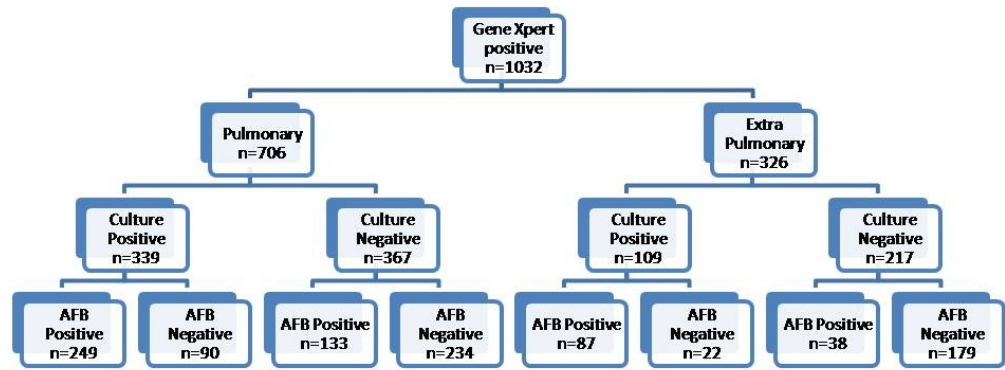 Gene Xpert
positive
n=1032
Pulmonary
n=706
Extra
Pulmonary
n=326
Culture
Positive
n=339
Culture
Negative
n=367
Culture
Positive
n=109
Culture
Negative
n=217
AFB
Positive
n=249
AFB
Negative
n=90
AFB Positive
n=133
AFB
Negative
n=234
AFB Positive
n=87
AFB
Negative
n=22
AFB Positive
n=38
AFB
Negative
n=179